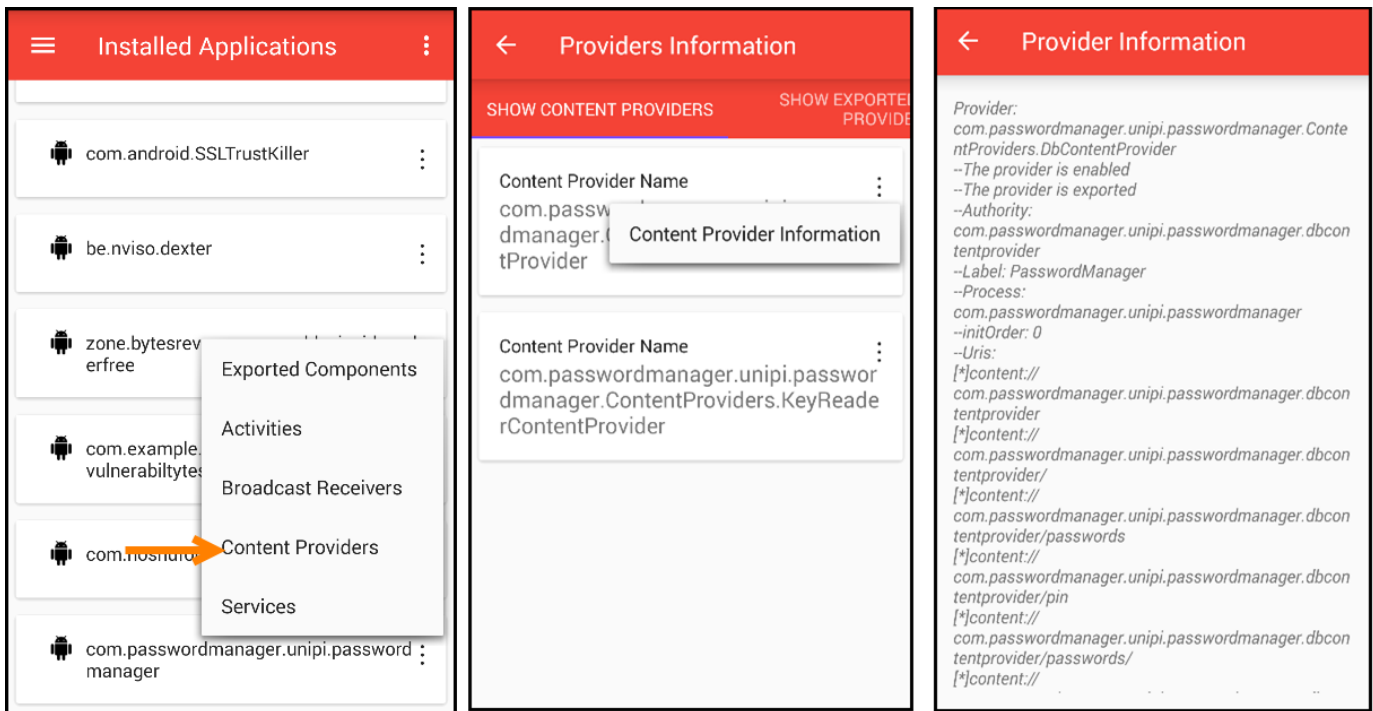 Installed Applications
com.android.SSLTrustKiller
be.nviso.dexter
zone.bytesrev
erfree
com.example.
vulnerabiltytes
Exported Components
Activities
Broadcast Receivers
Content Providers
Services
com.passwordmanager.unipi.password
manager
Providers Information
SHOW CONTENT PROVIDERS
SHOW EXPORTE
PROVIDE
Content Provider Name
com.passw
dmanager.
tProvider
Content Provider Information
Content Provider Name
com.passwordmanager.unipi.passwor
dmanager.ContentProviders.KeyReade
rContentProvider
Provider Information
Provider:
com.passwordmanager.unipi.passwordmanager.Conte
ntProviders.DbContentProvider
--The provider is enabled
--The provider is exported
--Authority:
com.passwordmanager.unipi.passwordmanager.dbcon
tentprovider
--Label: PasswordManager
--Process:
com.passwordmanager.unipi.passwordmanager
--initOrder: 0
--Uris:
[*]content://
com.passwordmanager.unipi.passwordmanager.dbcon
tentprovider
[*]content://
com.passwordmanager.unipi.passwordmanager.dbcon
tentprovider/
[*]content://
com.passwordmanager.unipi.passwordmanager.dbcon
tentprovider/passwords
[*]content://
com.passwordmanager.unipi.passwordmanager.dbcon
tentprovider/pin
[*]content://
com.passwordmanager.unipi.passwordmanager.dbcon
tentprovider/passwords/
[*]content://